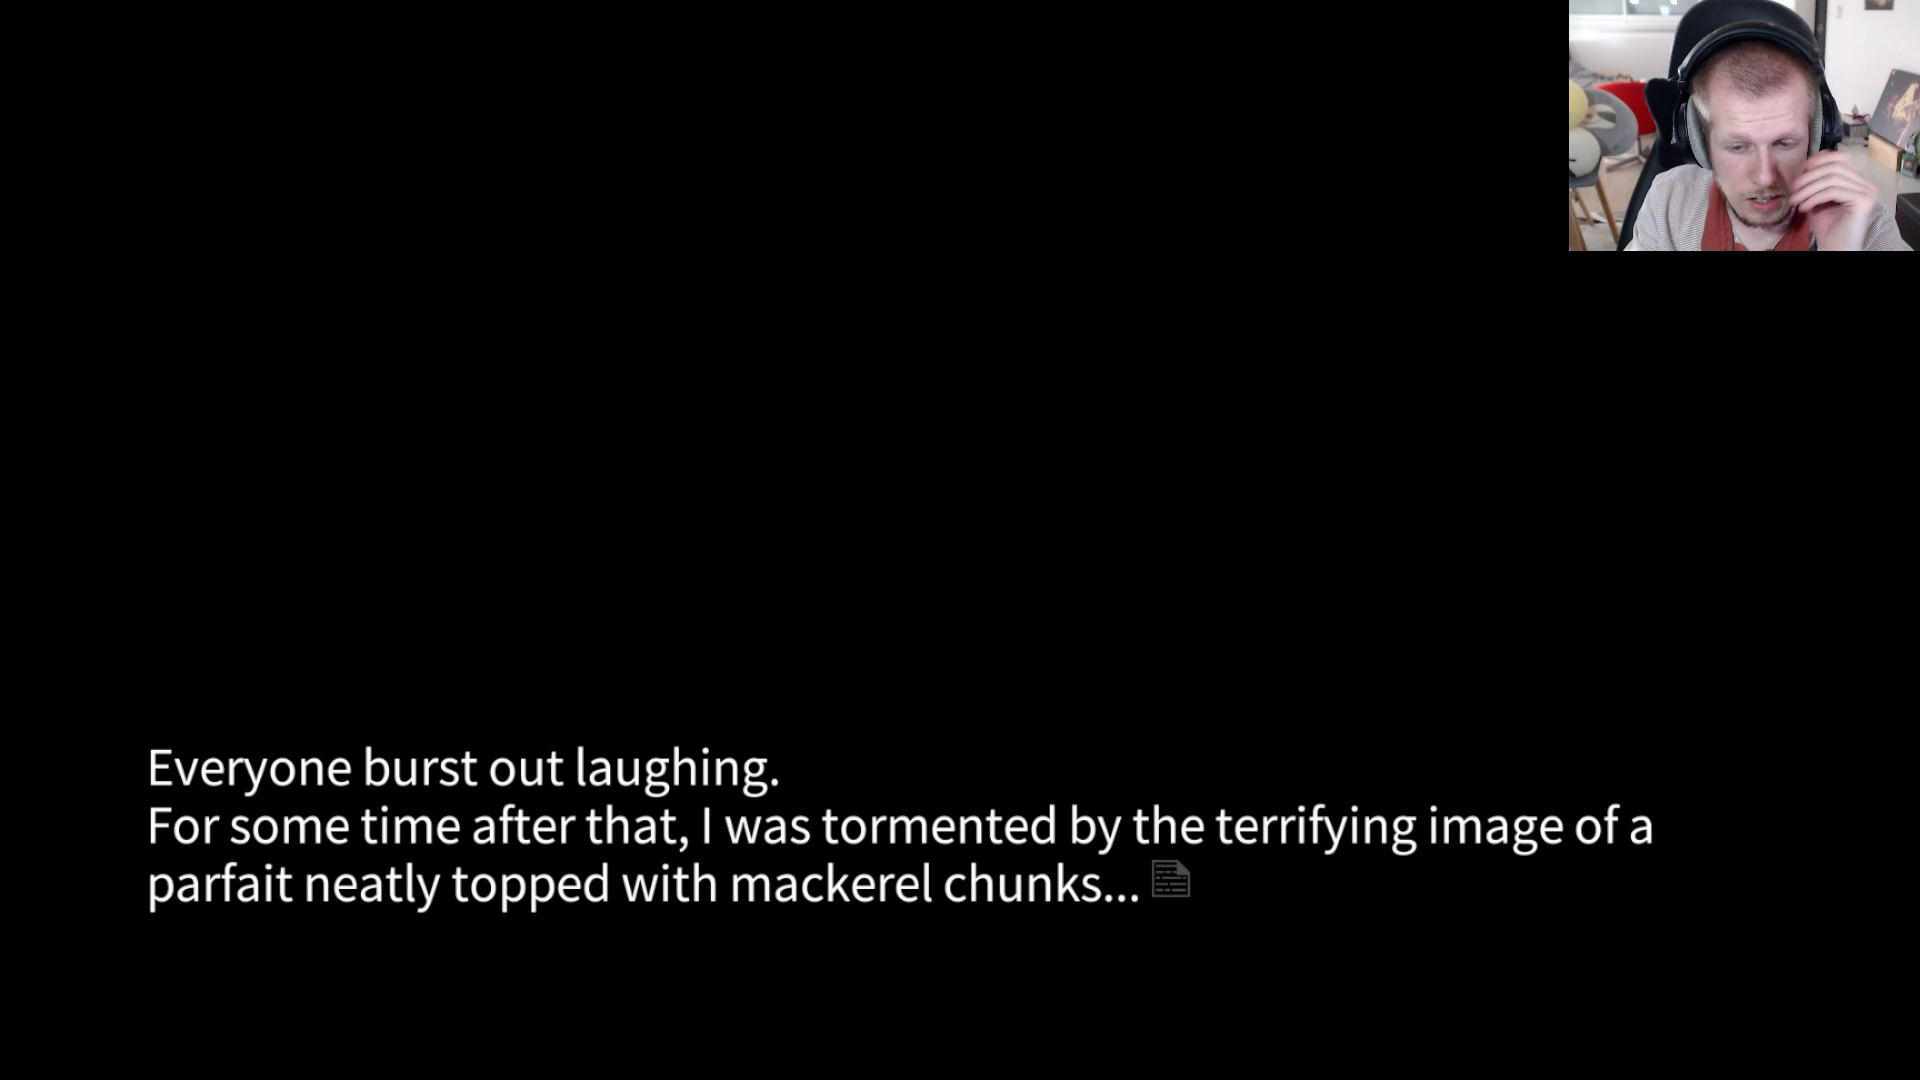 Everyone burst out laughing.
For some time after that, I was tormented by the terrifying image of a
parfait neatly topped with mackerel chunks...